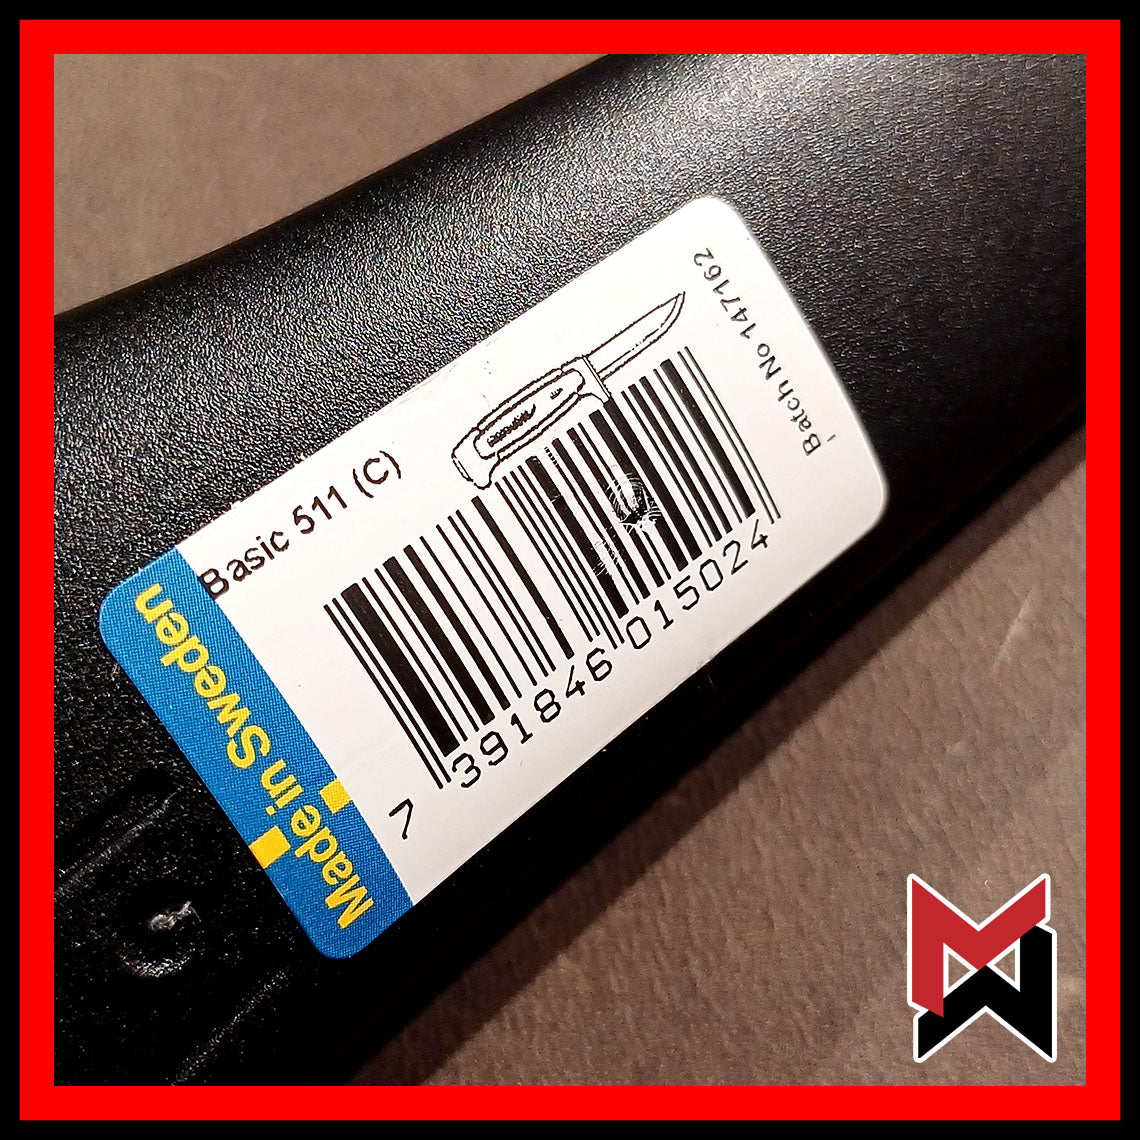 Basic 511 (C)
Made in Sweden
7 391846 015024
Batch No 147162